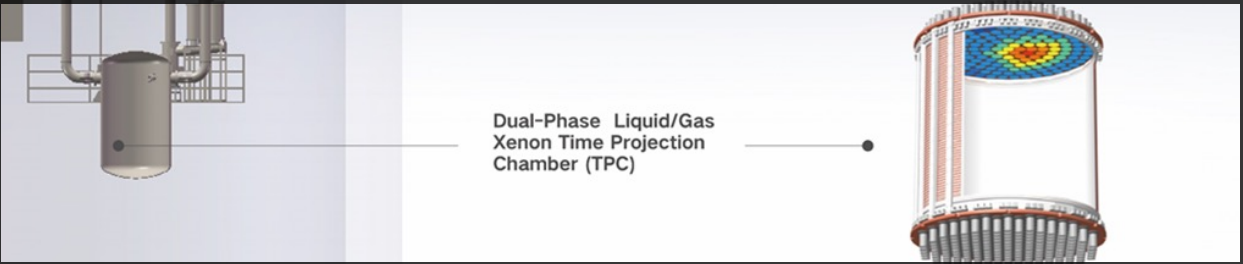 Dual-Phase Liquid/Gas
Xenon Time Projection
Chamber (TPC)